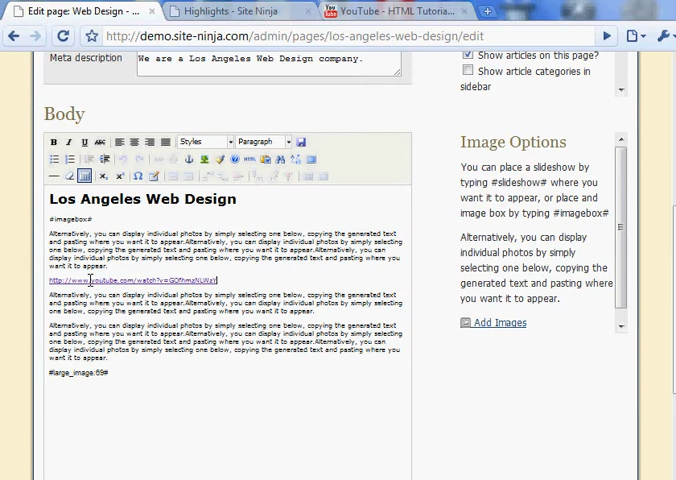 Edit page: Web Design - ...
Highlights - Site Ninja
YouTube - HTML Tutoria...
http://demo.site-ninja.com/admin/pages/los-angeles-web-design/edit
Meta description
We are a Los Angeles Web Design company.
Show articles on this page?
Show article categories in
sidebar
Body
B I U ABC
Styles
Paragraph
HTML
Los Angeles Web Design
#imagebox#
Alternatively, you can display individual photos by simply selecting one below, copying the generated text
and pasting where you want it to appear.Alternatively, you can display individual photos by simply
selecting one below, copying the generated text and pasting where you want it to appear.Alternatively, you can
display individual photos by simply selecting one below, copying the generated text and pasting where you
want it to appear.
Alternatively, you can display individual photos by simply selecting one below, copying the generated text
and pasting where you want it to appear.Alternatively, you can display individual photos by simply selecting
one below, copying the generated text and pasting where you want it to appear.
Alternatively, you can display individual photos by simply selecting one below, copying the generated text
and pasting where you want it to appear.Alternatively, you can display individual photos by simply selecting
one below, copying the generated text and pasting where you want it to appear.Alternatively, you can
display individual photos by simply selecting one below, copying the generated text and pasting where you
want it to appear.
#large_image:69#
Image Options
You can place a slideshow by
typing #slideshow# where you
want it to appear, or place and
image box by typing #imagebox#
Alternatively, you can display
individual photos by simply
selecting one below, copying the
generated text and pasting where
you want it to appear.
Add Images